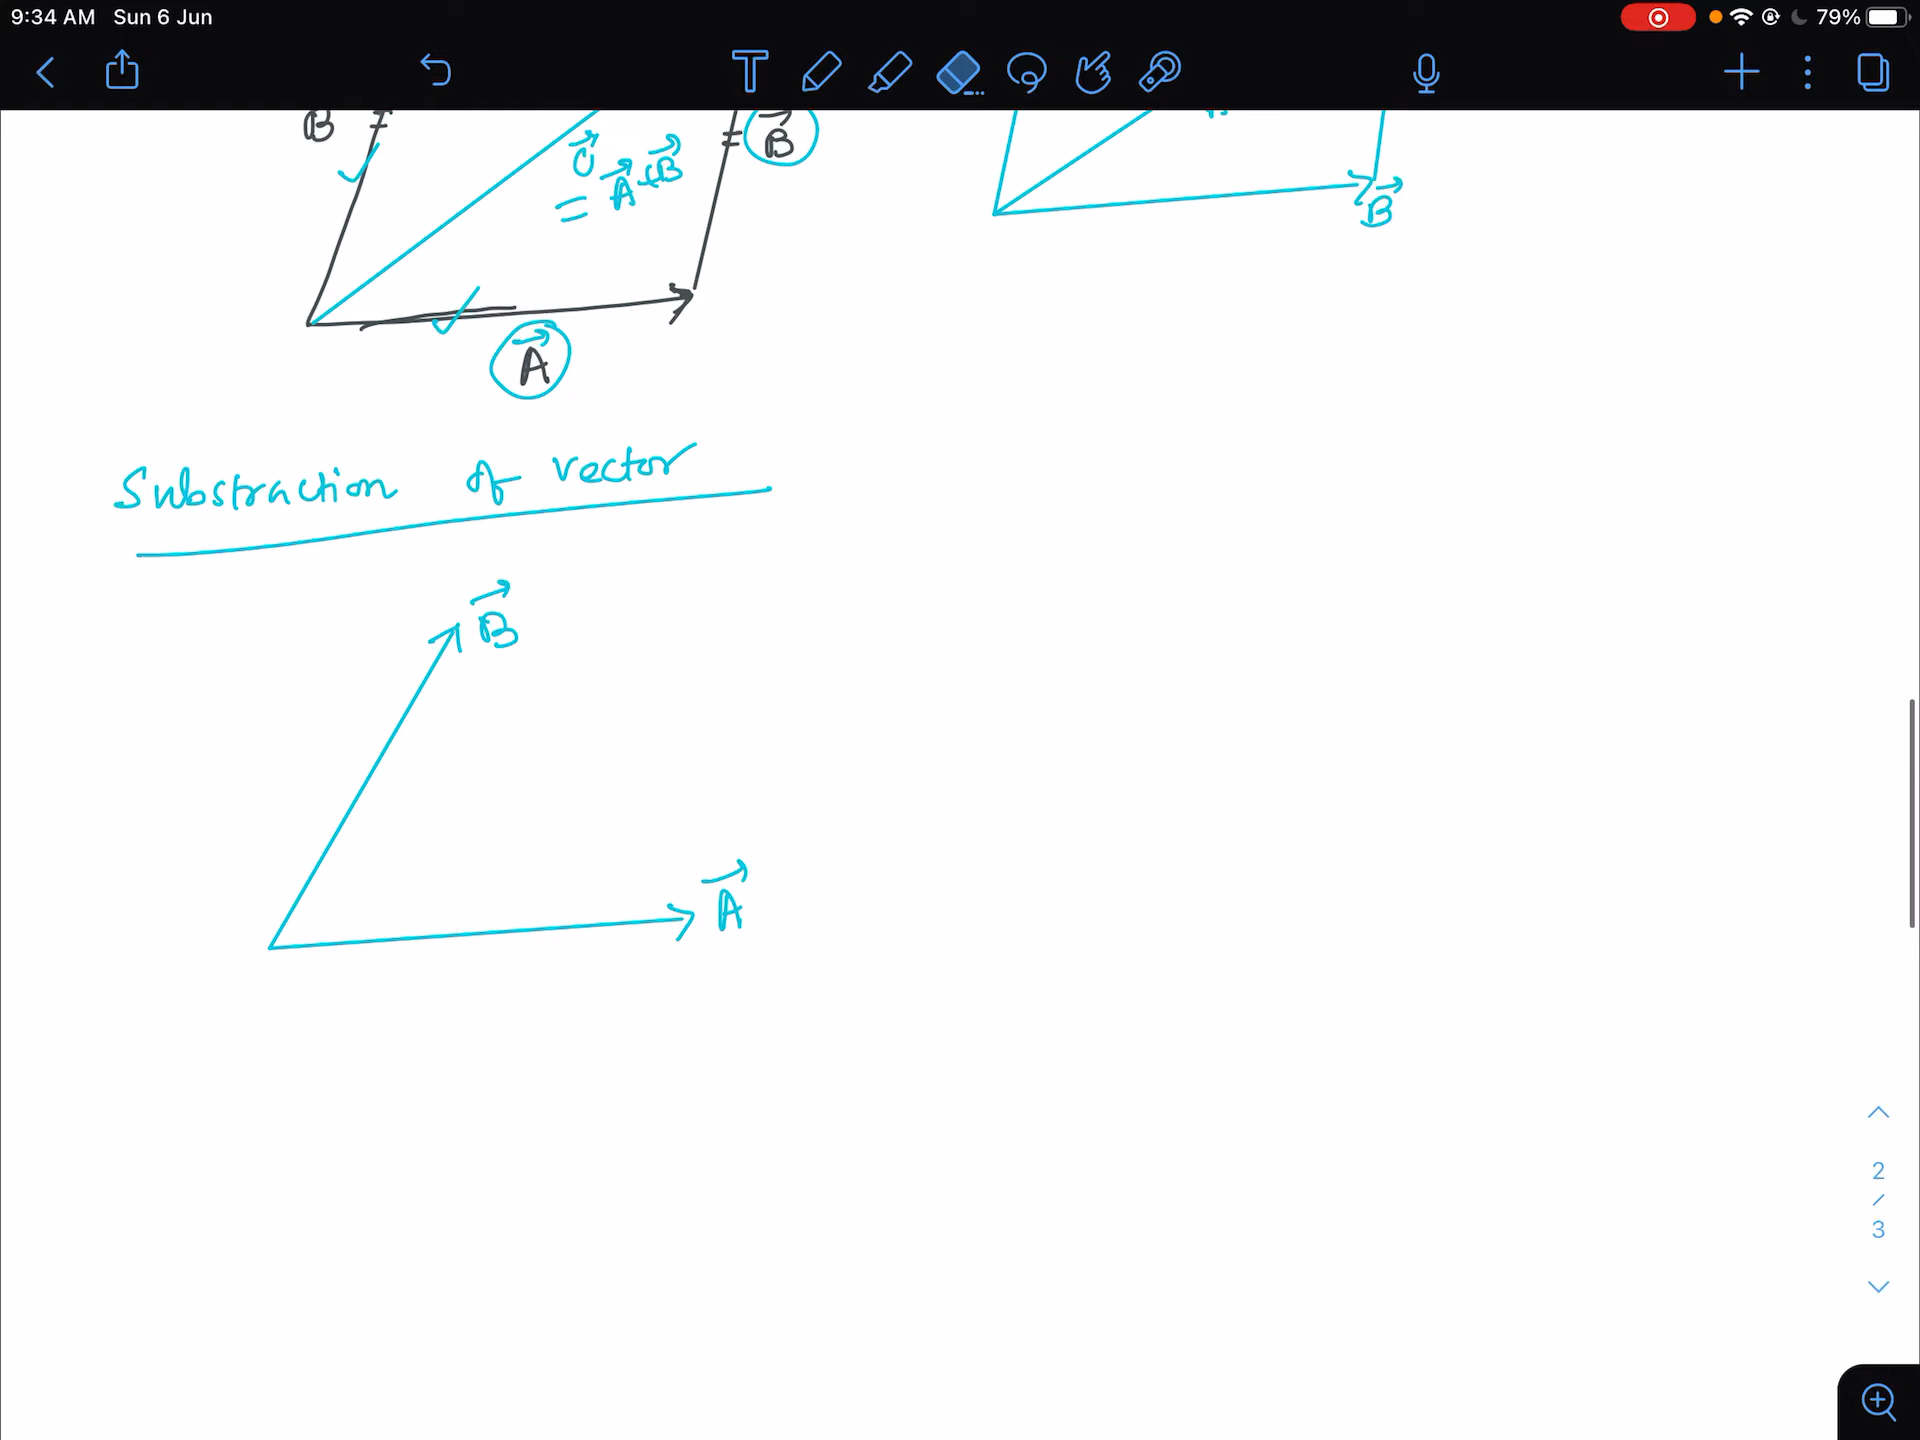 9:34 AM Sun 6 Jun
79%
T
B
C⃗
= A⃗ + B⃗
B⃗
B⃗
A⃗
Substraction of vector
B⃗
A⃗
2
/
3